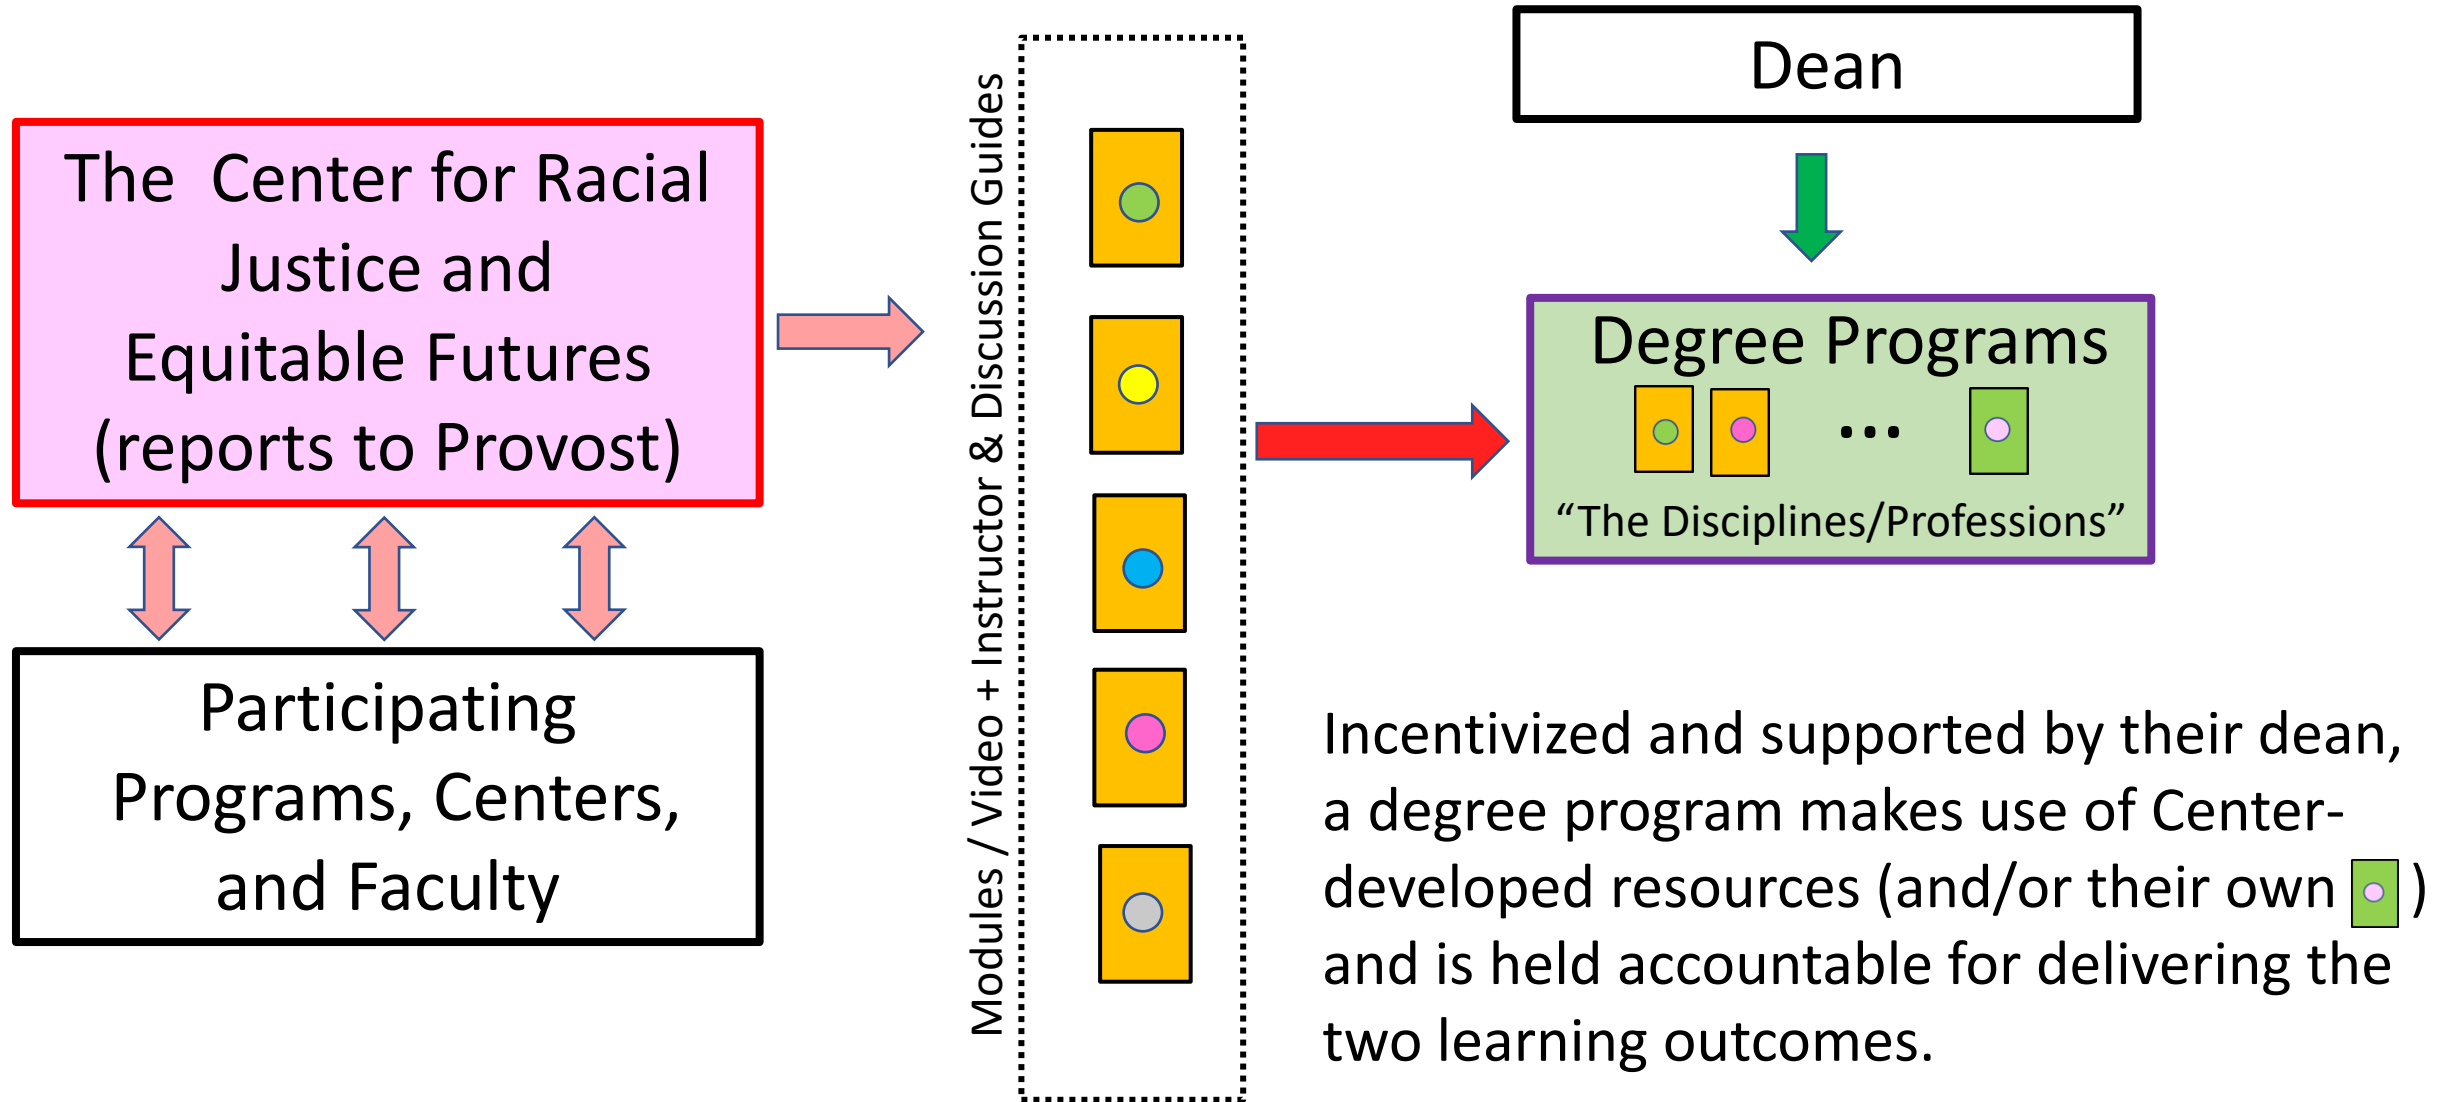 The  Center for Racial
Justice and
Equitable Futures
(reports to Provost)
Participating
Programs, Centers,
and Faculty
Modules / Video + Instructor & Discussion Guides
Dean
Degree Programs
...
“The Disciplines/Professions”
Incentivized and supported by their dean,
a degree program makes use of Center-
developed resources (and/or their own )
and is held accountable for delivering the
two learning outcomes.